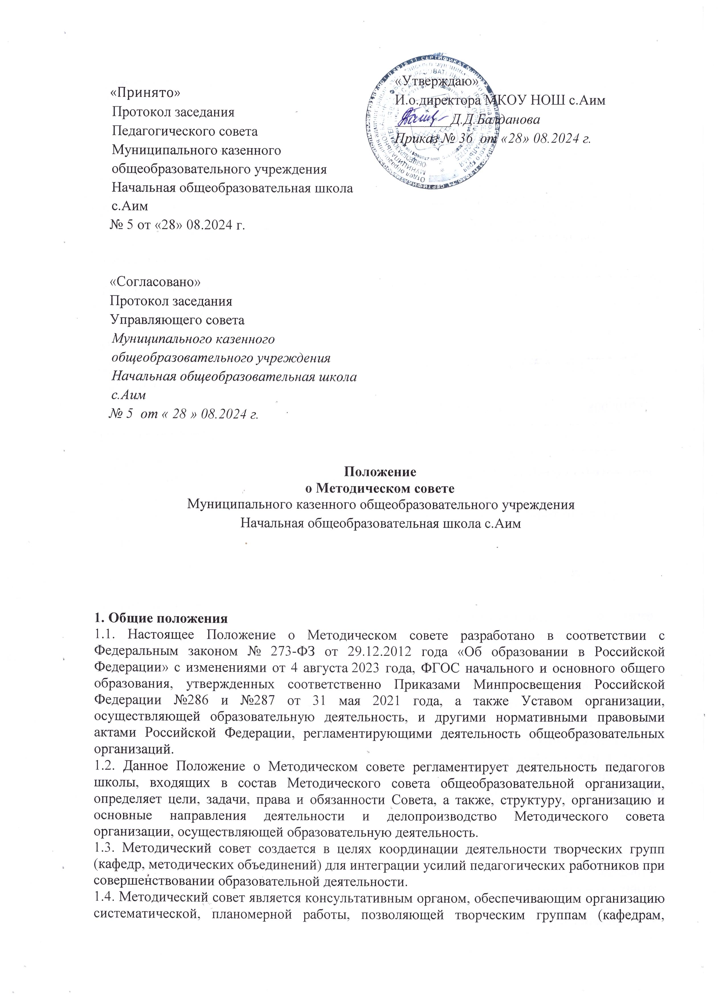 «Принято»
Протокол заседания
Педагогического совета
Муниципального казенного
общеобразовательного учреждения
Начальная общеобразовательная школа
с.Аим
№ 5 от «28» 08.2024 г.
«Утверждаю»
И.о.директора МКОУ НОШ с.Аим
Д.Д.Балданова
Приказ № 36 от «28» 08.2024 г.
«Согласовано»
Протокол заседания
Управляющего совета
Муниципального казенного
общеобразовательного учреждения
Начальная общеобразовательная школа
с.Аим
№ 5 от « 28 » 08.2024 г.
Положение
о Методическом совете
Муниципального казенного общеобразовательного учреждения
Начальная общеобразовательная школа с.Аим
1. Общие положения
1.1. Настоящее Положение о Методическом совете разработано в соответствии с
Федеральным законом № 273-ФЗ от 29.12.2012 года «Об образовании в Российской
Федерации» с изменениями от 4 августа 2023 года, ФГОС начального и основного общего
образования, утвержденных соответственно Приказами Минпросвещения Российской
Федерации №286 и №287 от 31 мая 2021 года, а также Уставом организации,
осуществляющей образовательную деятельность, и другими нормативными правовыми
актами Российской Федерации, регламентирующими деятельность общеобразовательных
организаций.
1.2. Данное Положение о Методическом совете регламентирует деятельность педагогов
школы, входящих в состав Методического совета общеобразовательной организации,
определяет цели, задачи, права и обязанности Совета, а также, структуру, организацию и
основные направления деятельности и делопроизводство Методического совета
организации, осуществляющей образовательную деятельность.
1.3. Методический совет создается в целях координации деятельности творческих групп
(кафедр, методических объединений) для интеграции усилий педагогических работников при
совершенствовании образовательной деятельности.
1.4. Методический совет является консультативным органом, обеспечивающим организацию
систематической, планомерной работы, позволяющей творческим группам (кафедрам,